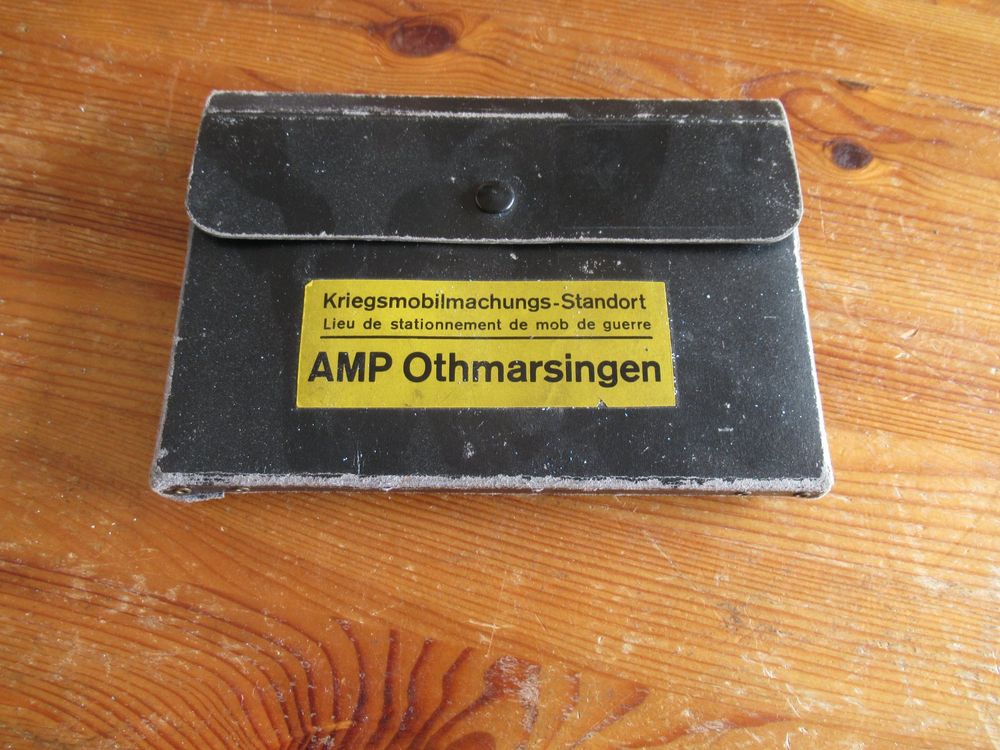 Kriegsmobilmachungs-Standort
Lieu de stationnement de mob de guerre
AMP Othmarsingen